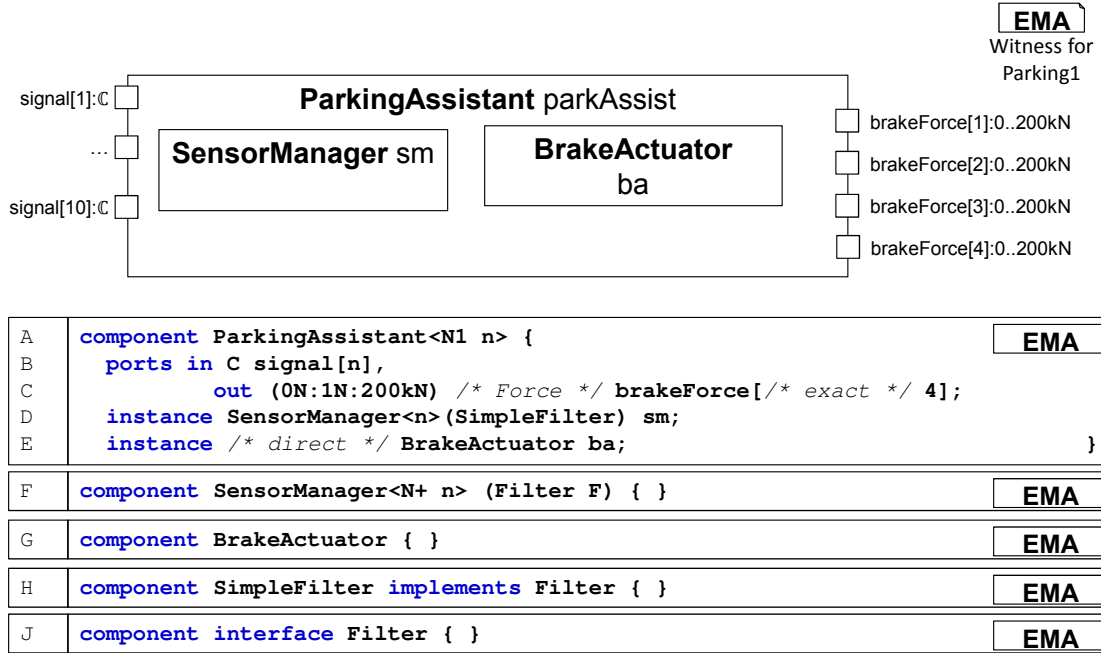 EMA
Witness for
Parking1
signal[1]:ℂ
ParkingAssistant parkAssist
brakeForce[1]:0..200kN
...
SensorManager sm
BrakeActuator
ba
brakeForce[2]:0..200kN
signal[10]:ℂ
brakeForce[3]:0..200kN
brakeForce[4]:0..200kN
A component ParkingAssistant<N1 n> { EMA
B ports in C signal[n],
C out (0N:1N:200kN) /* Force */ brakeForce[/* exact */ 4];
D instance SensorManager<n>(SimpleFilter) sm;
E instance /* direct */ BrakeActuator ba; }
F component SensorManager<N+ n> (Filter F) { } EMA
G component BrakeActuator { } EMA
H component SimpleFilter implements Filter { } EMA
J component interface Filter { } EMA